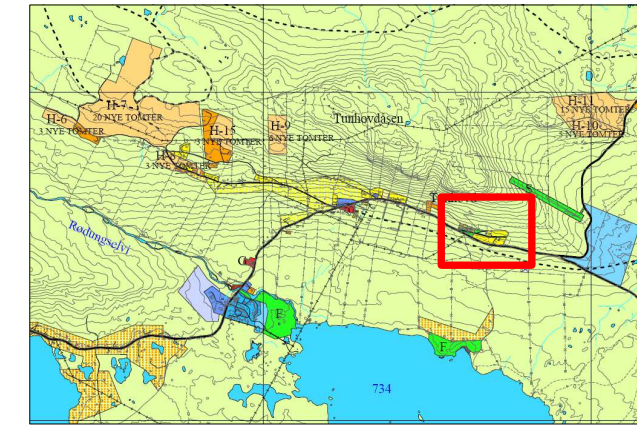 H-7
20 NYE TOMTER
H-6
3 NYE TOMTER
H-15
3 NYE TOMTER
H-9
6 NYE TOMTER
Tunhovdåsen
H-11
15 NYE TOMTER
H-10
3 NYE TOMTER
H-8
3 NYE TOMTER
Rødungselvi
F
F
734